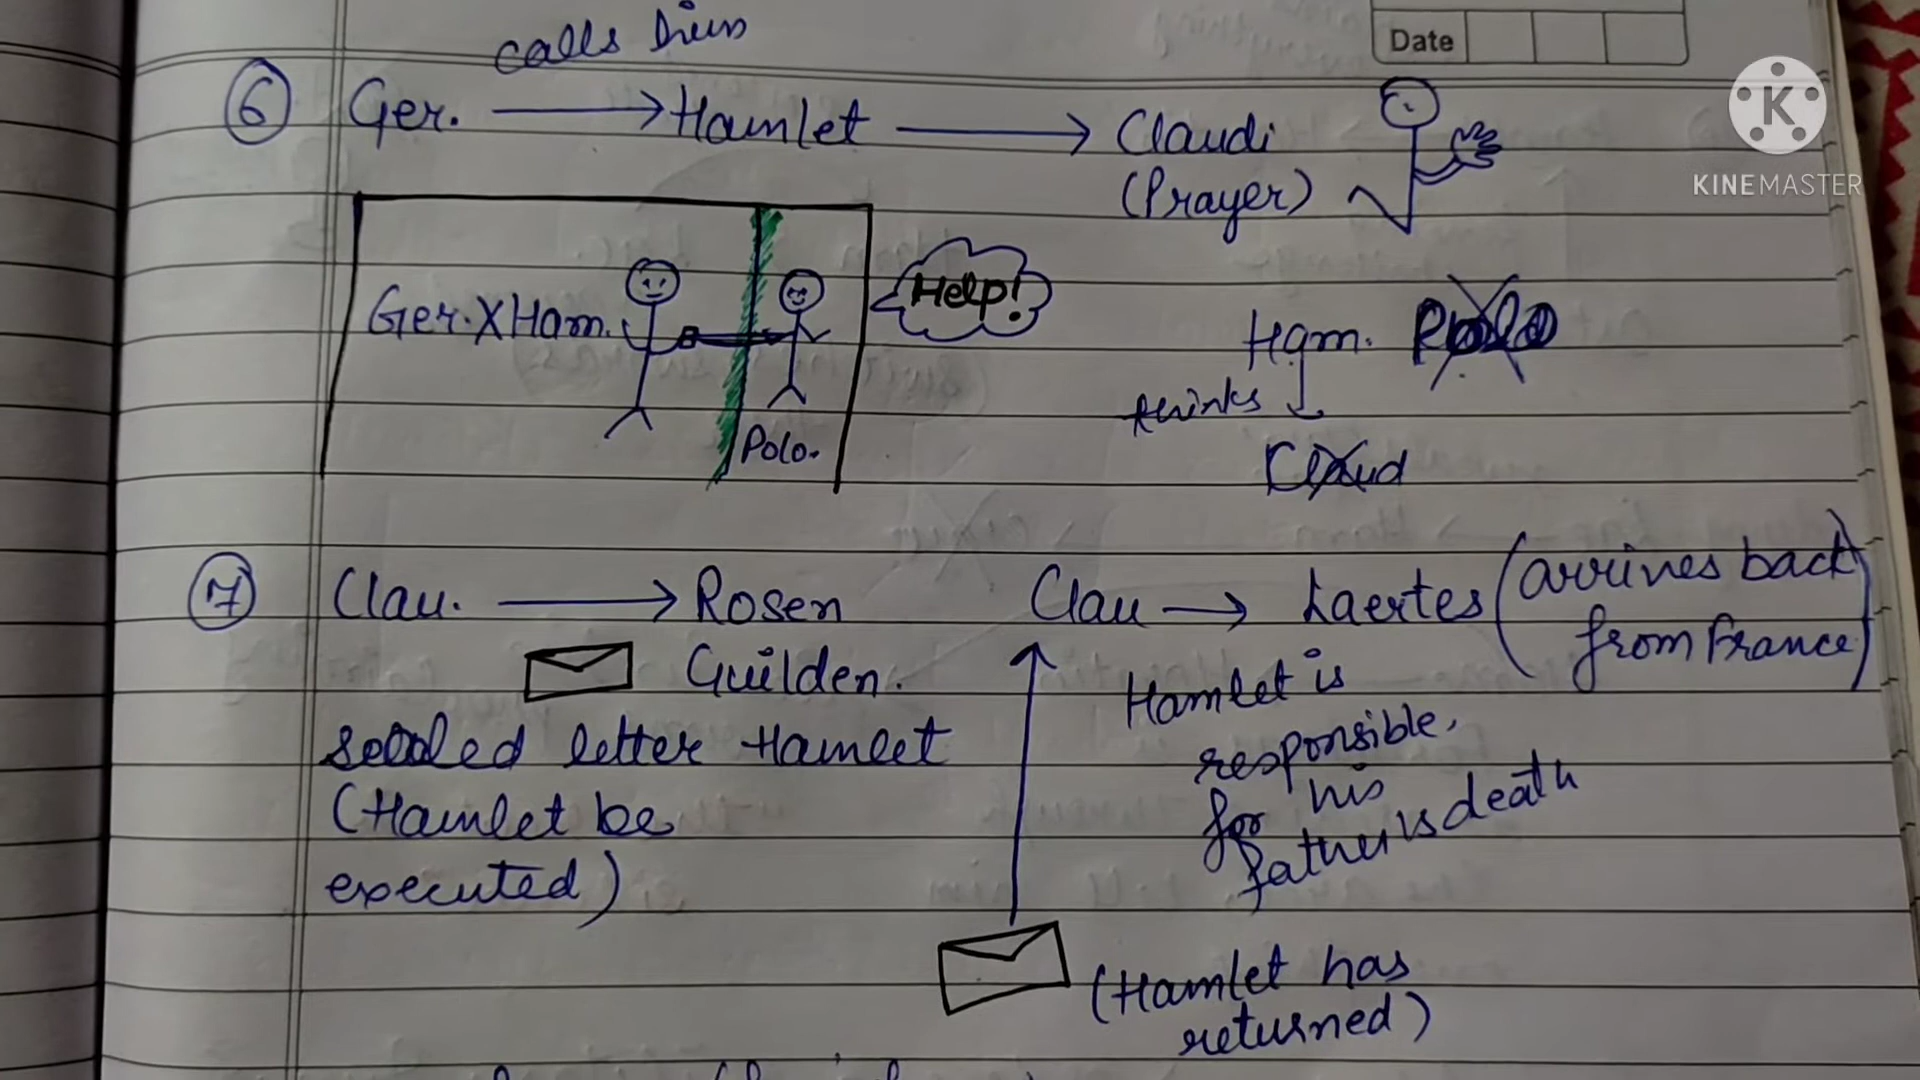 Date
K
KINEMASTER
calls him
6 Ger. → Hamlet → Claudi
(Prayer)
Ger. X Ham.
Help!
Polo.
Ham. Polo
thinks
Claud
7 Clau. → Rosen
Guilden.
sealed letter Hamlet
(Hamlet be
executed)
Clau → Laertes (arrives back
from France)
Hamlet is
responsible.
for his
father's death
(Hamlet has
returned)